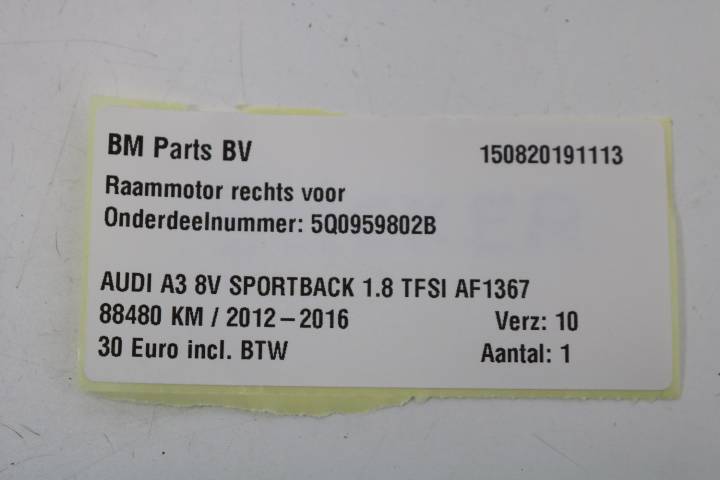 BM Parts BV 150820191113
Raammotor rechts voor
Onderdeelnummer: 5Q0959802B
AUDI A3 8V SPORTBACK 1.8 TFSI AF1367
88480 KM / 2012-2016 Verz: 10
30 Euro incl. BTW Aantal: 1